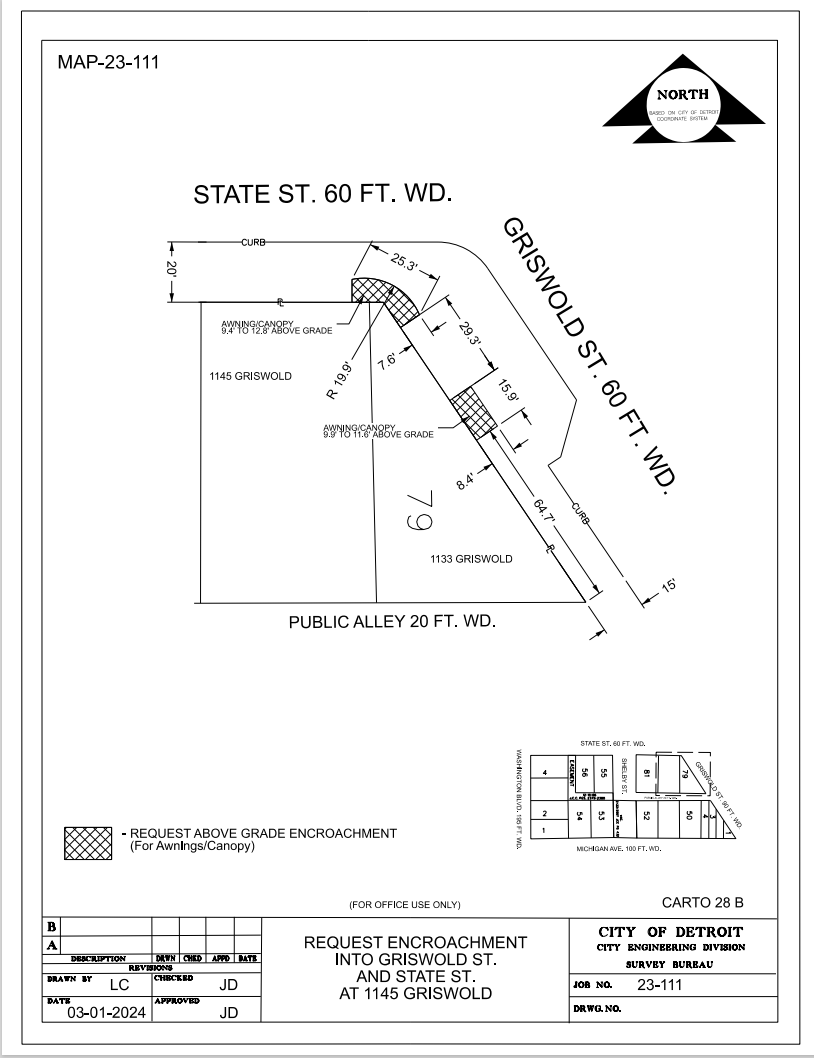 MAP-23-111
NORTH
BASED ON CITY OF DETROIT
COORDINATE SYSTEM
STATE ST. 60 FT. WD.
GRISWOLD ST. 60 FT. WD.
CURB
20'
25.3'
PL
AWNING/CANOPY
9.4' TO 12.8' ABOVE GRADE
29.3'
7.6'
R 19.9'
1145 GRISWOLD
15.9'
AWNING/CANOPY
9.9' TO 11.6' ABOVE GRADE
8.4'
64.7'
CURB
79
PL
1133 GRISWOLD
15'
PUBLIC ALLEY 20 FT. WD.
STATE ST. 60 FT. WD.
WASHINGTON BLVD. 195 FT. WD.
4
EASEMENT
56
55
SHELBY ST.
81
79
GRISWOLD ST. 90 FT. WD.
2
1
54
53
52
50
4
3
1
MICHIGAN AVE. 100 FT. WD.
- REQUEST ABOVE GRADE ENCROACHMENT
(For Awnings/Canopy)
(FOR OFFICE USE ONLY)
CARTO 28 B
B
A
DESCRIPTION DRWN CHKD APPD DATE
REVISIONS
DRAWN BY LC
CHECKED JD
DATE 03-01-2024
APPROVED JD
REQUEST ENCROACHMENT
INTO GRISWOLD ST.
AND STATE ST.
AT 1145 GRISWOLD
CITY OF DETROIT
CITY ENGINEERING DIVISION
SURVEY BUREAU
JOB NO. 23-111
DRWG. NO.